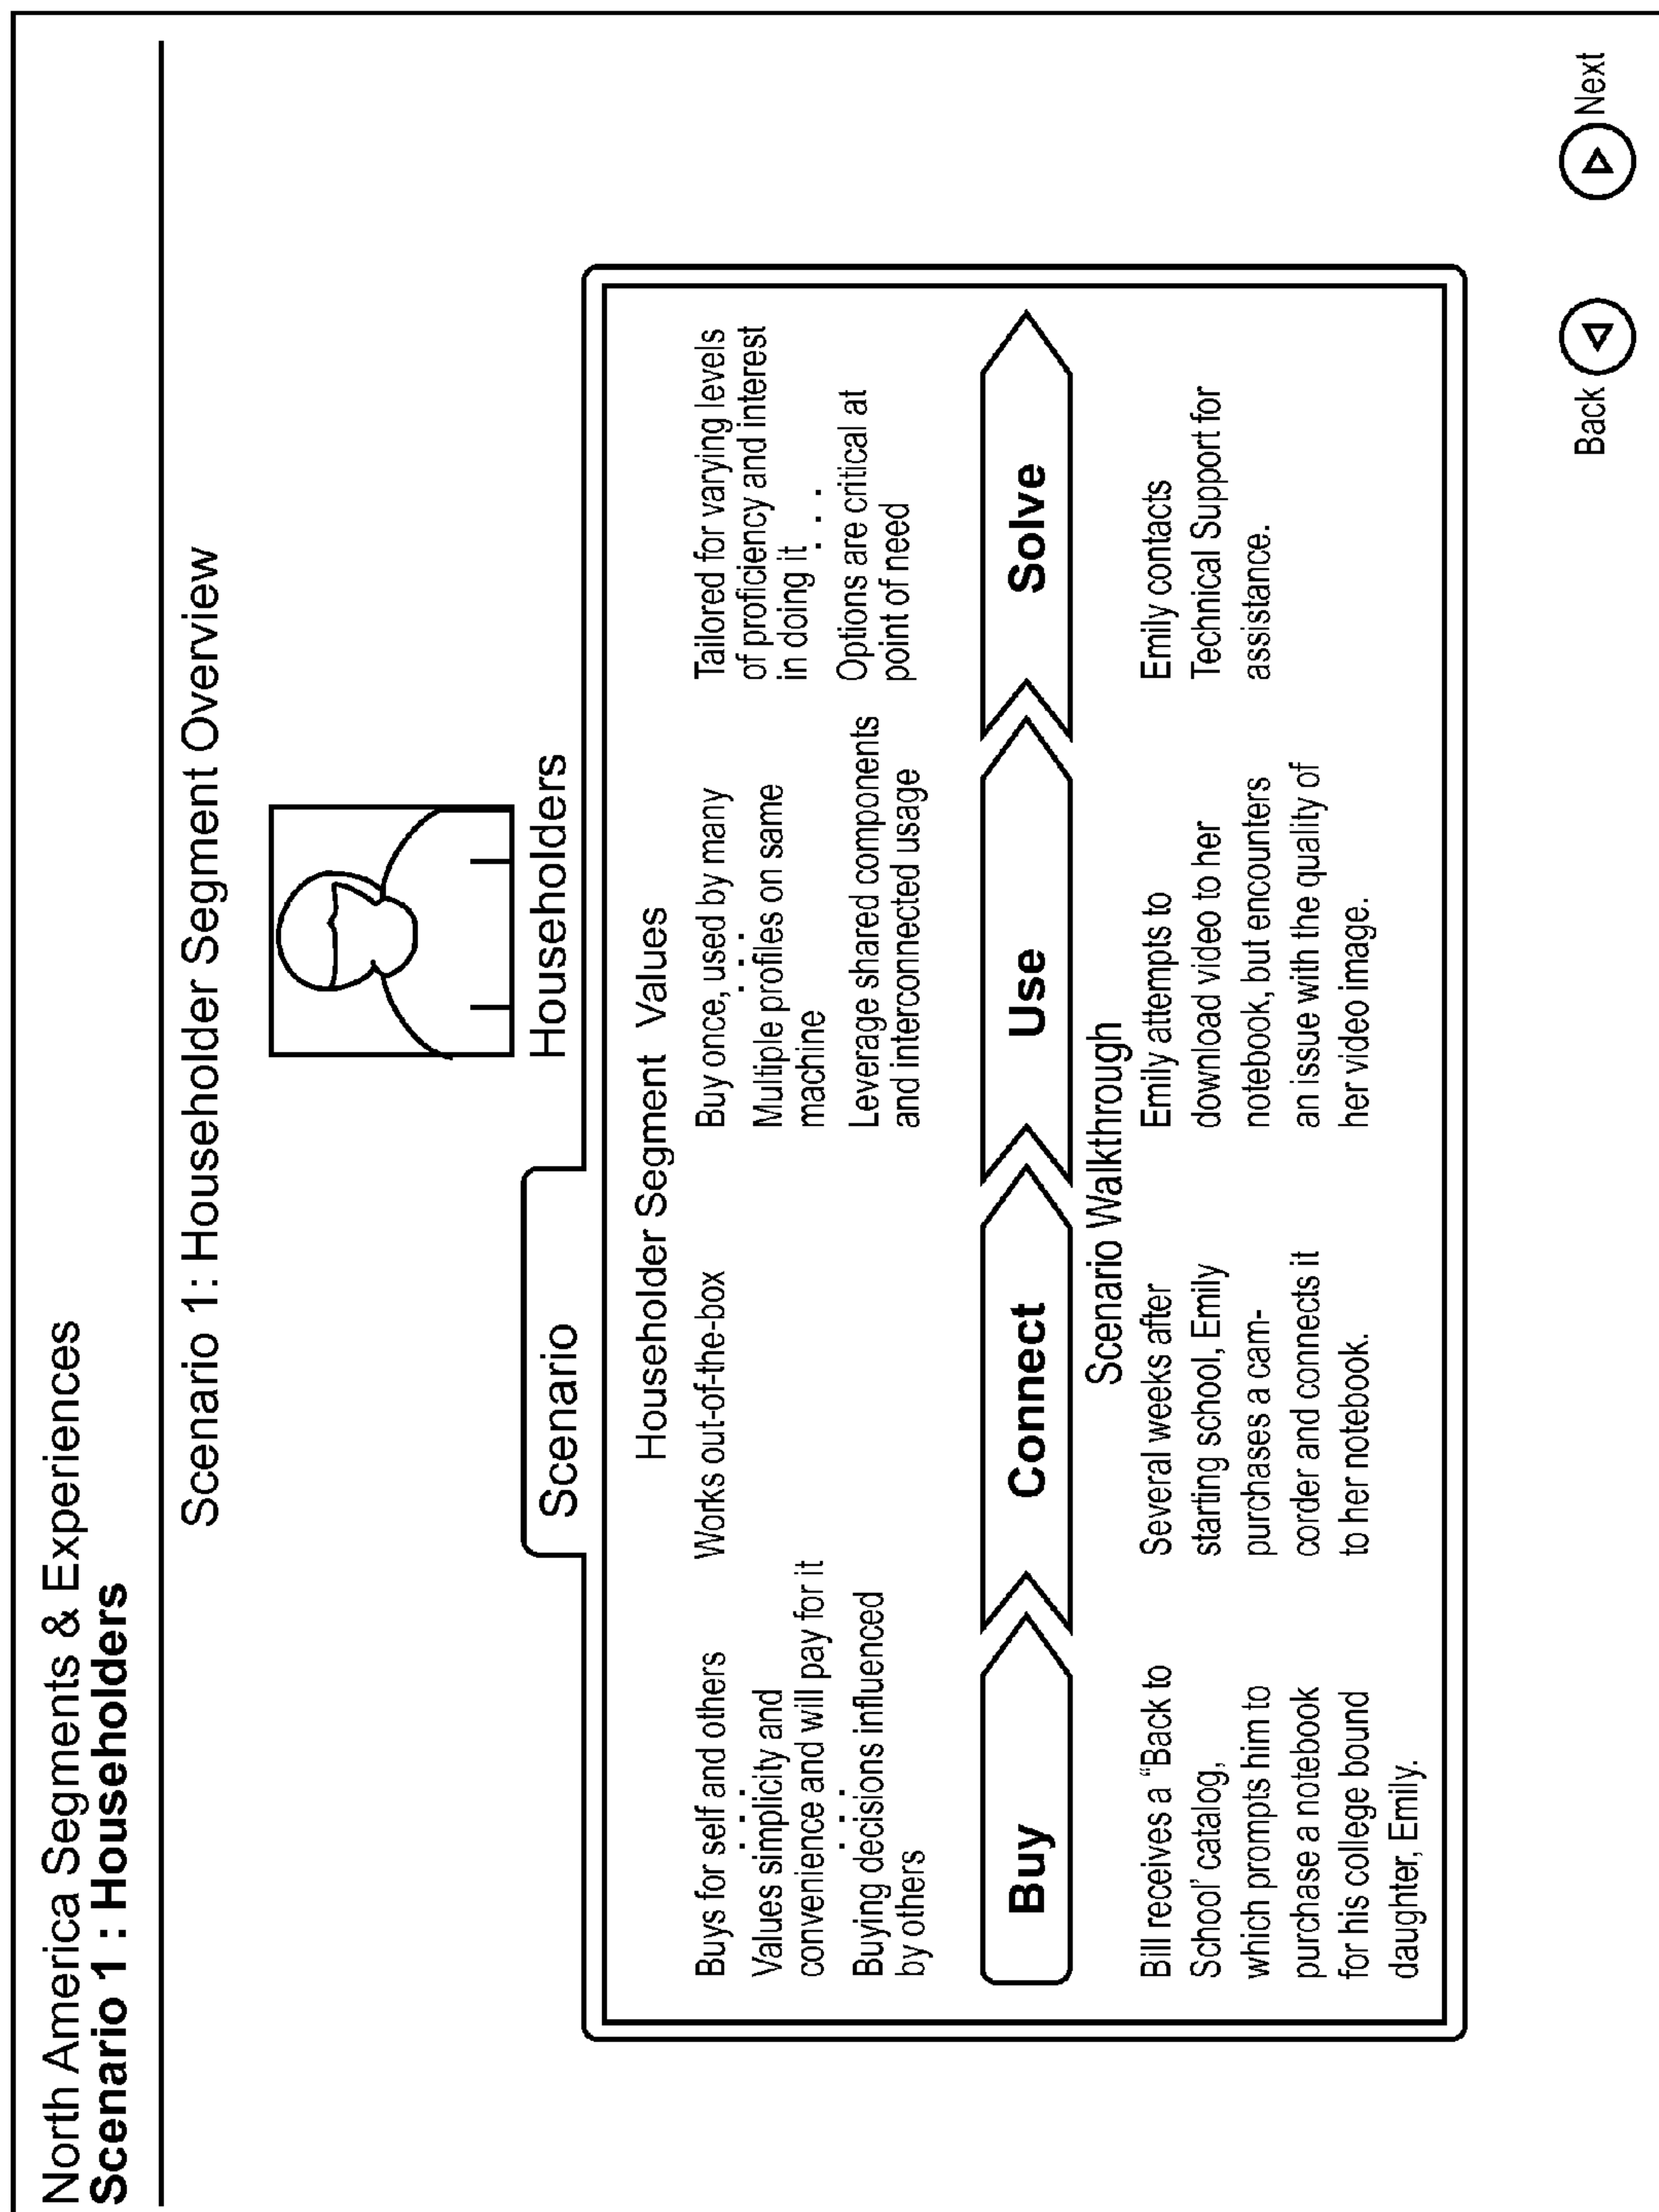 North America Segments & Experiences
Scenario 1 : Householders
Scenario 1: Householder Segment Overview
Householders
Scenario
Householder Segment Values
Buys for self and others
. . .
Values simplicity and
convenience and will pay for it
. . .
Buying decisions influenced
by others
Works out-of-the-box
Buy once, used by many
. . .
Multiple profiles on same
machine
Leverage shared components
and interconnected usage
Tailored for varying levels
of proficiency and interest
in doing it
. . .
Options are critical at
point of need
Buy
Connect
Use
Solve
Scenario Walkthrough
Bill receives a “Back to
School’ catalog,
which prompts him to
purchase a notebook
for his college bound
daughter, Emily.
Several weeks after
starting school, Emily
purchases a cam-
corder and connects it
to her notebook.
Emily attempts to
download video to her
notebook, but encounters
an issue with the quality of
her video image.
Emily contacts
Technical Support for
assistance.
Back
Next